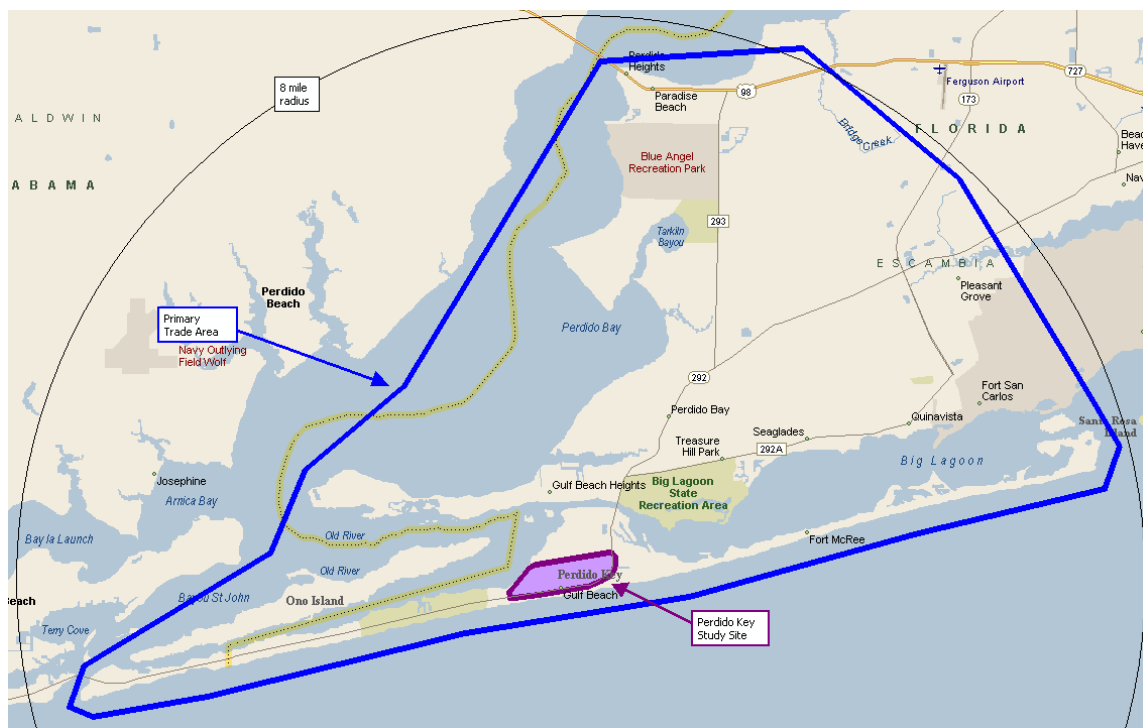 Perdido
Heights
8 mile
radius
Paradise
Beach
98
Ferguson Airport
727
173
ALDWIN
ABAMA
Bridge
Creek
FLORIDA
Beac
Have
Blue Angel
Recreation Park
Nav
293
Tarkiln
Bayou
ESCAMBIA
Pleasant
Grove
Perdido
Beach
Primary
Trade Area
Perdido Bay
Navy Outlying
Field Wolf
292
Fort San
Carlos
Perdido Bay
Quinavista
Santa Rosa
Island
Seaglades
Treasure
Hill Park
292A
Big Lagoon
Josephine
Arnica Bay
Gulf Beach Heights
Big Lagoon
State
Recreation Area
Bay la Launch
Old River
Fort McRee
Old River
Perdido Key
Beach
Bayou St John
Ono Island
Gulf Beach
Terry Cove
Perdido Key
Study Site